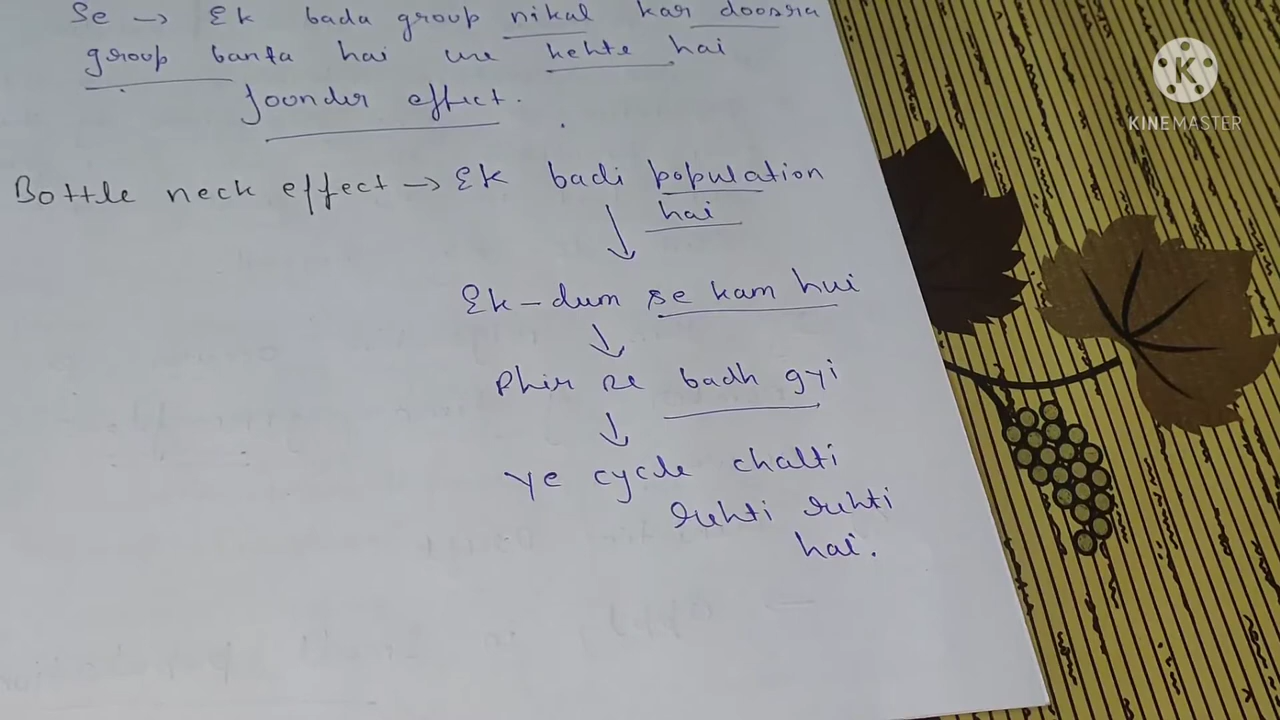 Se → Ek bada group nikal kar doosra
group banta hai use kehte hai
founder effect.
Bottle neck effect → Ek badi population
hai
↓
Ek-dum se kam hui
↓
Phir se badh gyi
↓
Ye cycle chalti
rehti rehti
hai.
K
KINEMASTER